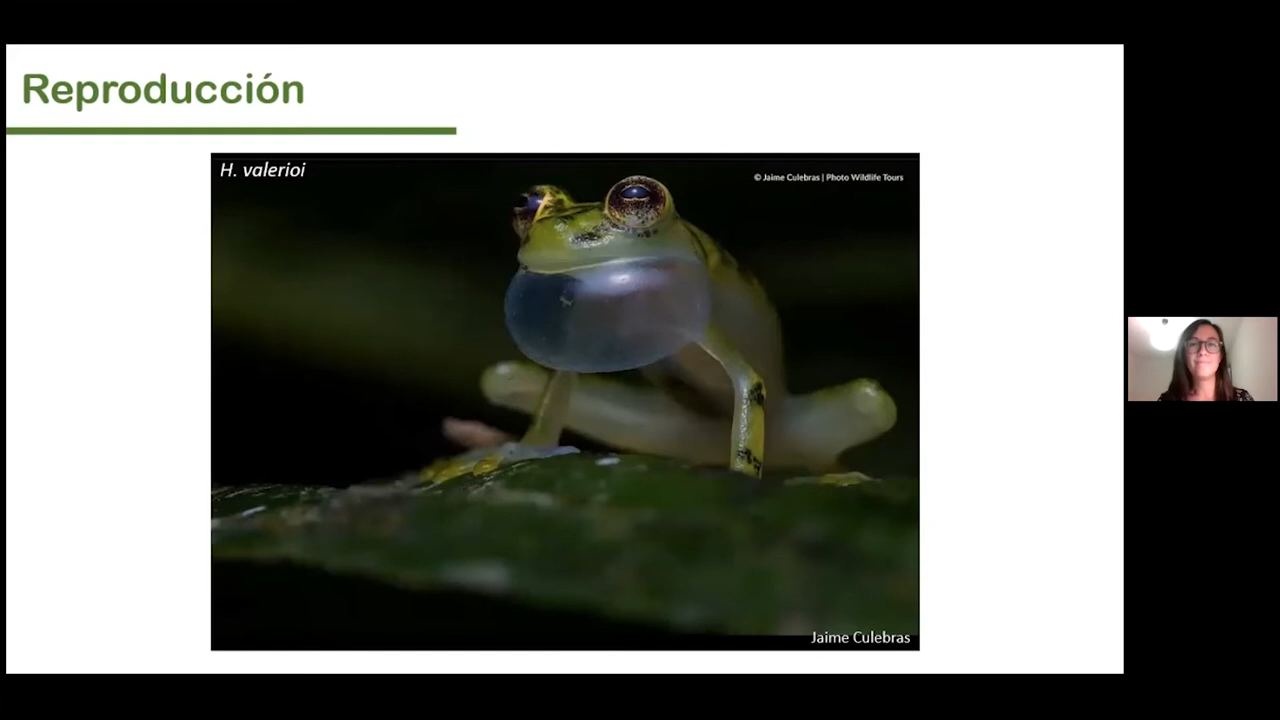 Reproducción
H. valerioi
© Jaime Culebras | Photo Wildlife Tours
Jaime Culebras